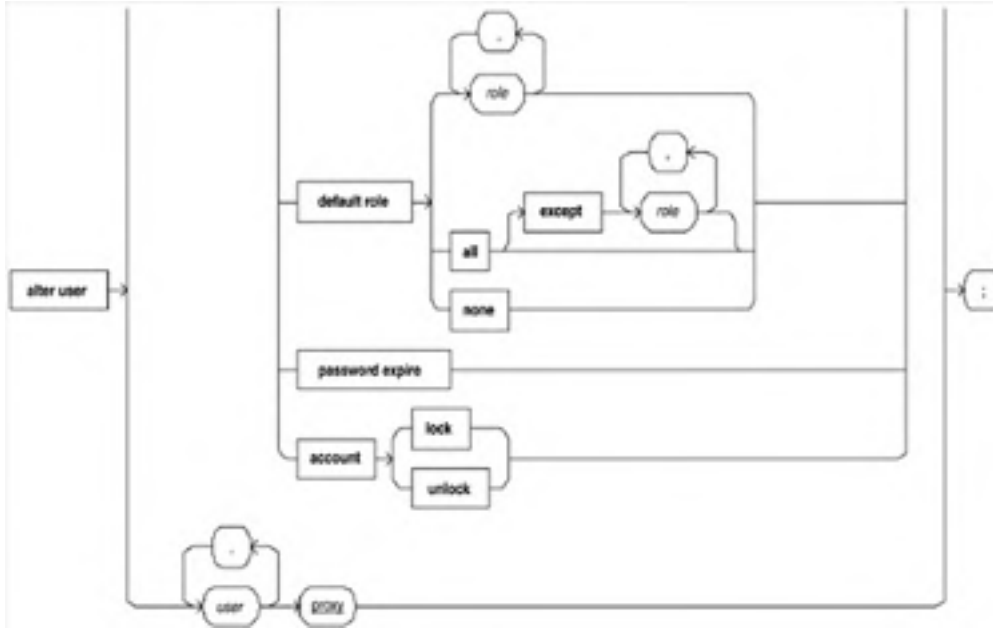 ,
role
,
default role
except
role
all
alter user
;
none
password expire
lock
account
unlock
,
user
proxy